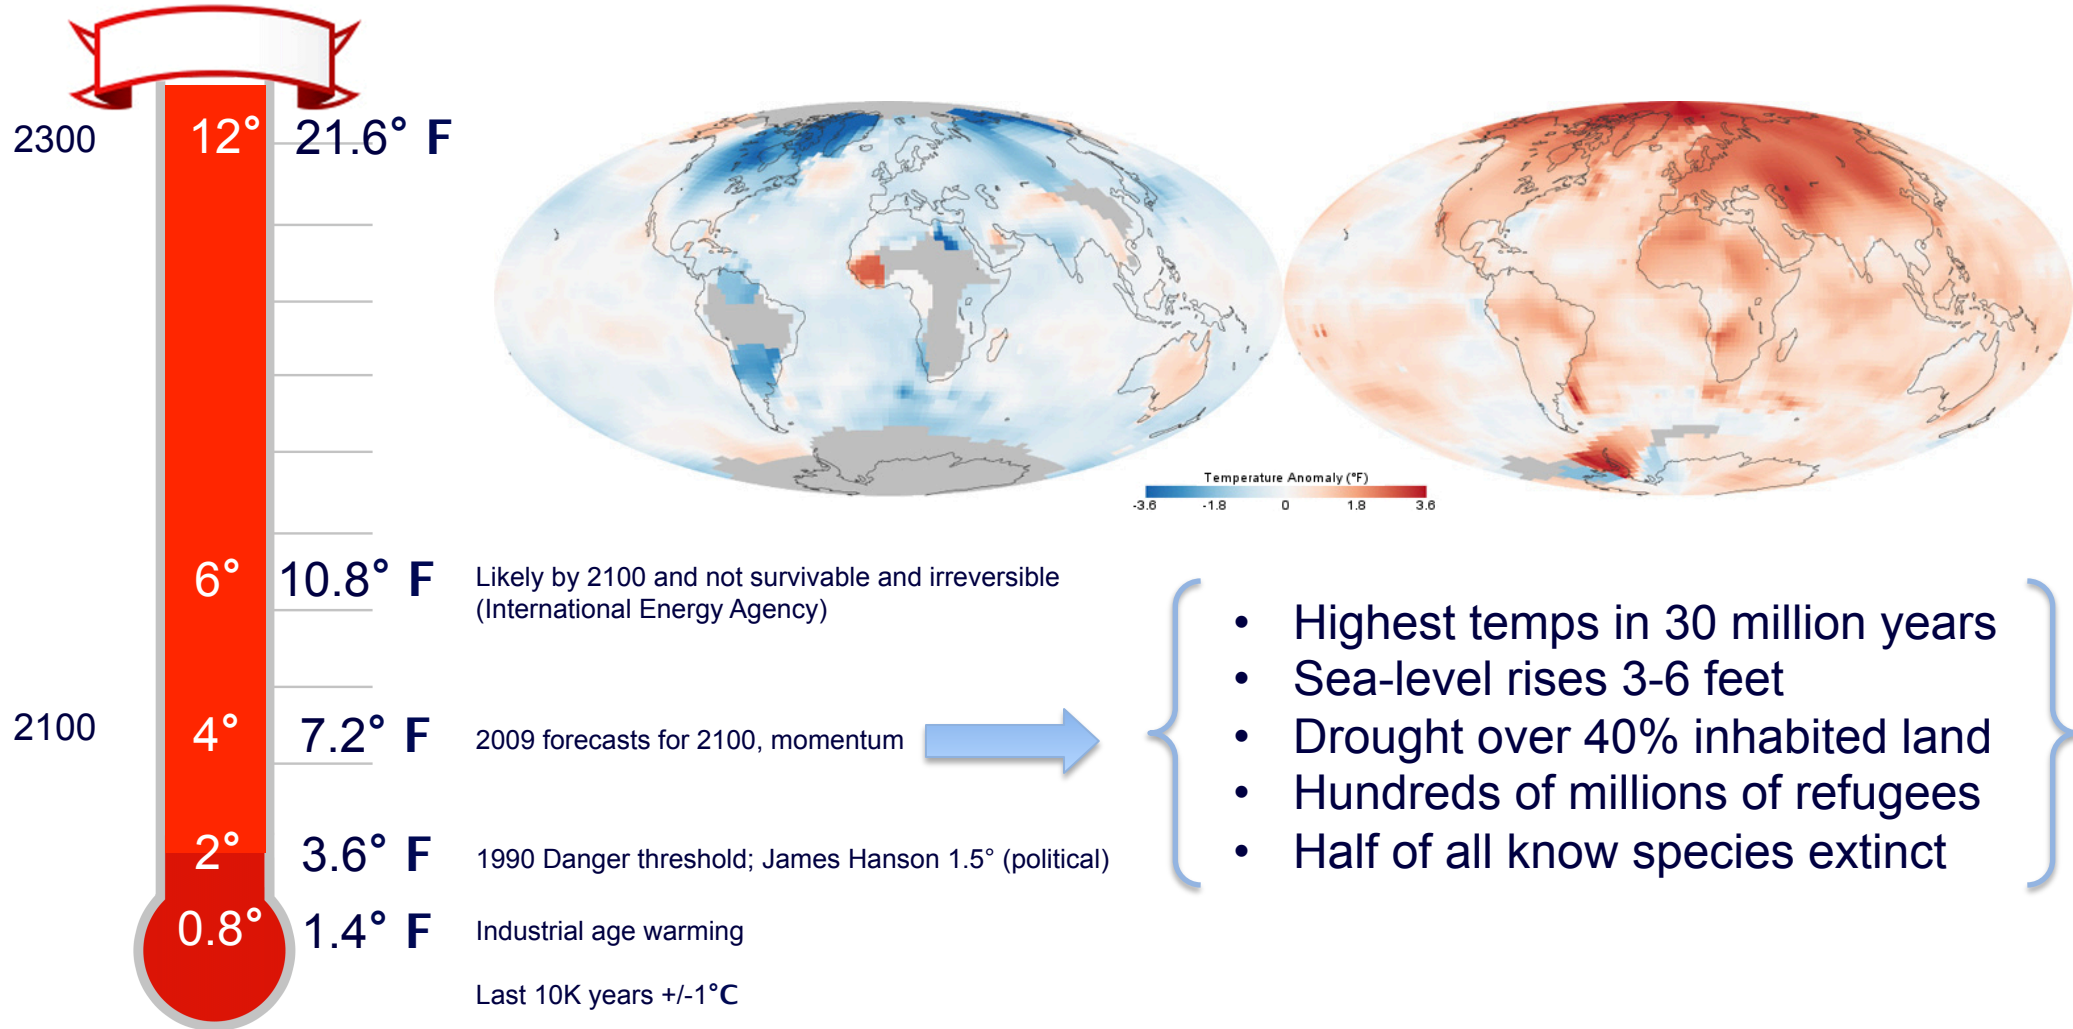 2300
12°
21.6° F
Temperature Anomaly (°F)
-3.6 -1.8 0 1.8 3.6
6°
10.8° F
Likely by 2100 and not survivable and irreversible
(International Energy Agency)
2100
4°
7.2° F
2009 forecasts for 2100, momentum
2°
3.6° F
1990 Danger threshold; James Hanson 1.5° (political)
0.8°
1.4° F
Industrial age warming
Last 10K years +/-1°C
• Highest temps in 30 million years
• Sea-level rises 3-6 feet
• Drought over 40% inhabited land
• Hundreds of millions of refugees
• Half of all know species extinct